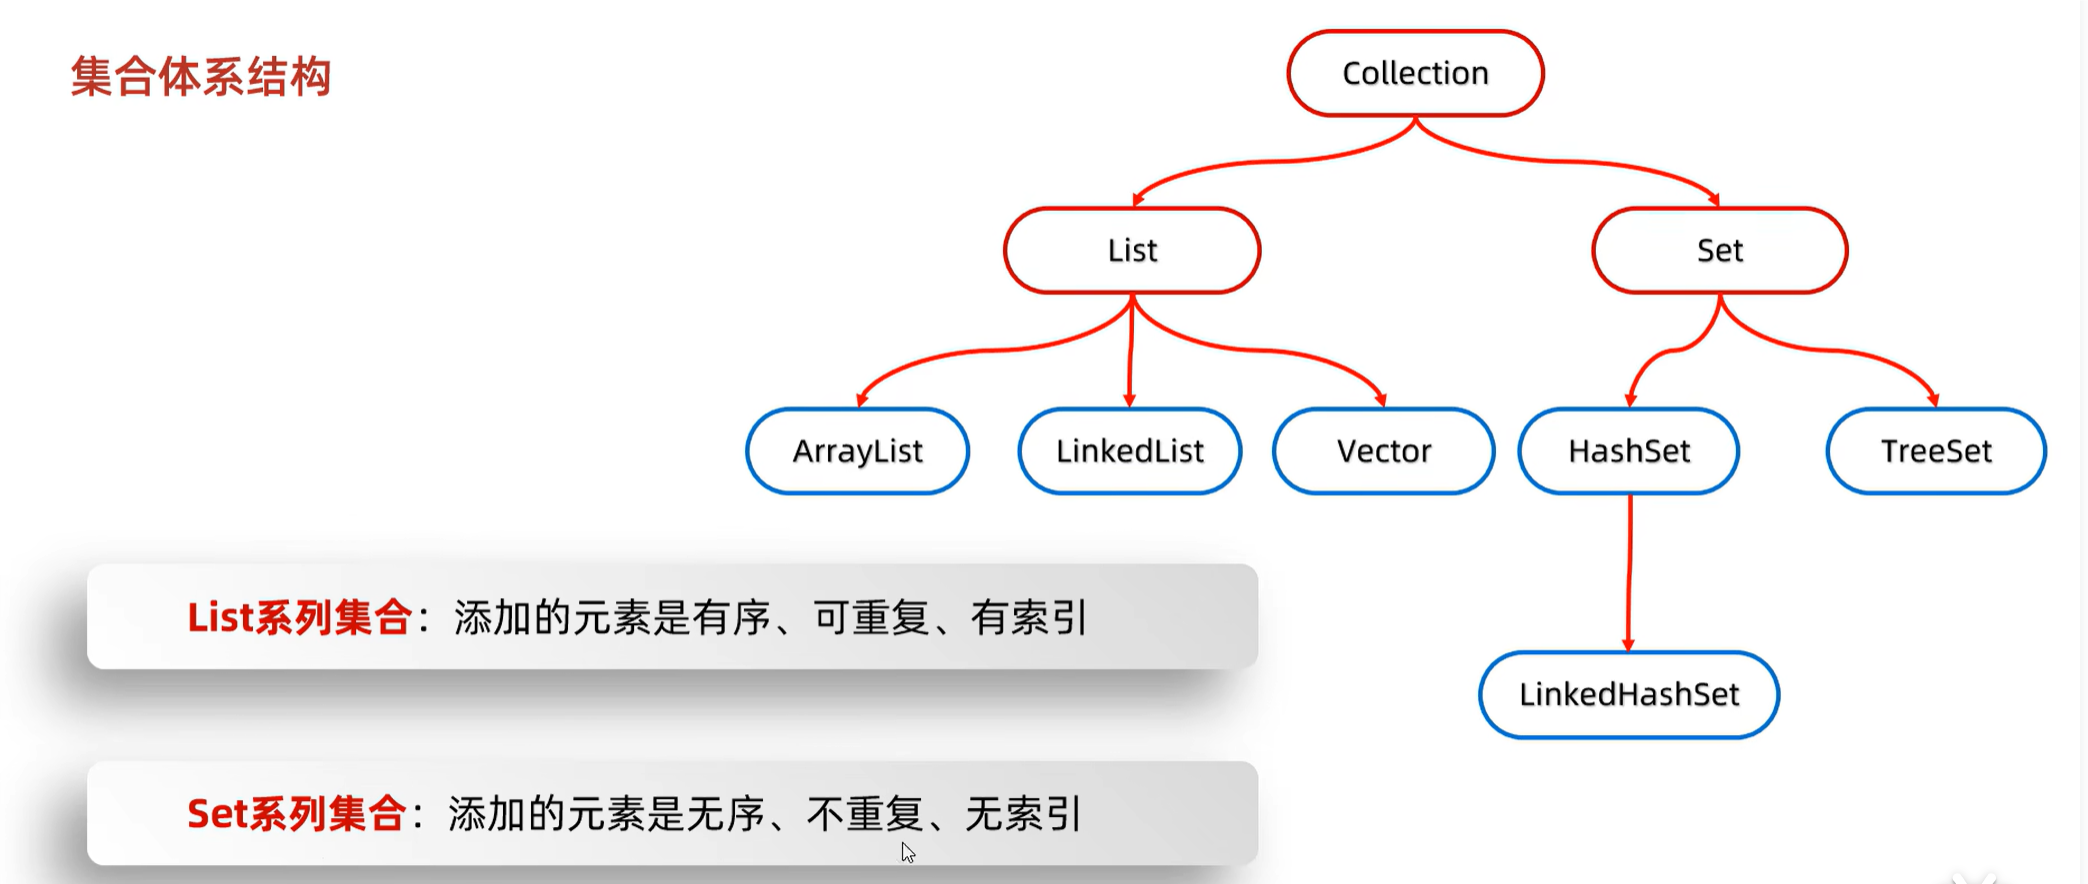 集合体系结构
Collection
List
Set
ArrayList
LinkedList
Vector
HashSet
TreeSet
LinkedHashSet
List系列集合：添加的元素是有序、可重复、有索引
Set系列集合：添加的元素是无序、不重复、无索引